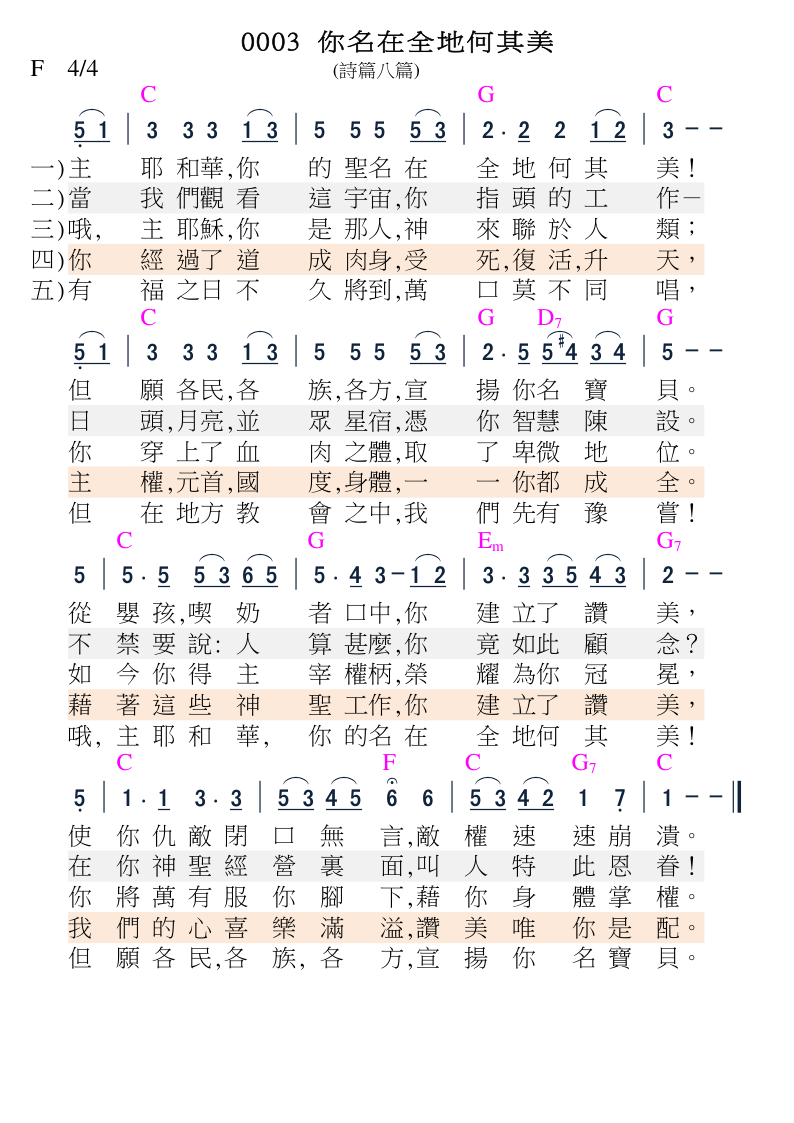 0003 你名在全地何其美
F 4/4 (詩篇八篇)
C G C
5 1 | 3 3 3 1 3 | 5 5 5 5 3 | 2 · 2 2 1 2 | 3 – –
一)主 耶 和華,你 的 聖名 在 全 地 何 其 美！
二)當 我 們觀 看 這 宇宙,你 指 頭 的 工 作－
三)哦, 主 耶穌,你 是 那人,神 來 聯 於 人 類；
四)你 經 過了 道 成 肉身,受 死,復 活,升 天，
五)有 福 之日 不 久 將到,萬 口 莫 不 同 唱，
C G D7 G
5 1 | 3 3 3 1 3 | 5 5 5 5 3 | 2 · 5 5 ♯4 3 4 | 5 – –
但 願 各民,各 族,各方,宣 揚 你名 寶 貝。
日 頭,月亮,並 眾 星宿,憑 你 智慧 陳 設。
你 穿 上了 血 肉 之體,取 了 卑微 地 位。
主 權,元首,國 度,身體,一 一 你都 成 全。
但 在 地方 教 會 之中,我 們 先有 豫 嘗！
C G Em G7
5 | 5 · 5 5 3 6 5 | 5 · 4 3 – 1 2 | 3 · 3 3 5 4 3 | 2 – –
從 嬰 孩,喫 奶 者 口中,你 建 立了 讚 美，
不 禁 要 說: 人 算 甚麼,你 竟 如此 顧 念？
如 今 你 得 主 宰 權柄,榮 耀 為你 冠 冕，
藉 著 這 些 神 聖 工作,你 建 立了 讚 美，
哦, 主 耶 和 華, 你 的名 在 全 地何 其 美！
C F C G7 C
5 | 1 · 1 3 · 3 | 5 3 4 5 6 6 | 5 3 4 2 1 7 | 1 – –
使 你 仇 敵 閉 口 無 言,敵 權 速 速 崩 潰。
在 你 神 聖 經 營 裏 面,叫 人 特 此 恩 眷！
你 將 萬 有 服 你 腳 下,藉 你 身 體 掌 權。
我 們 的 心 喜 樂 滿 溢,讚 美 唯 你 是 配。
但 願 各 民,各 族, 各 方,宣 揚 你 名 寶 貝。